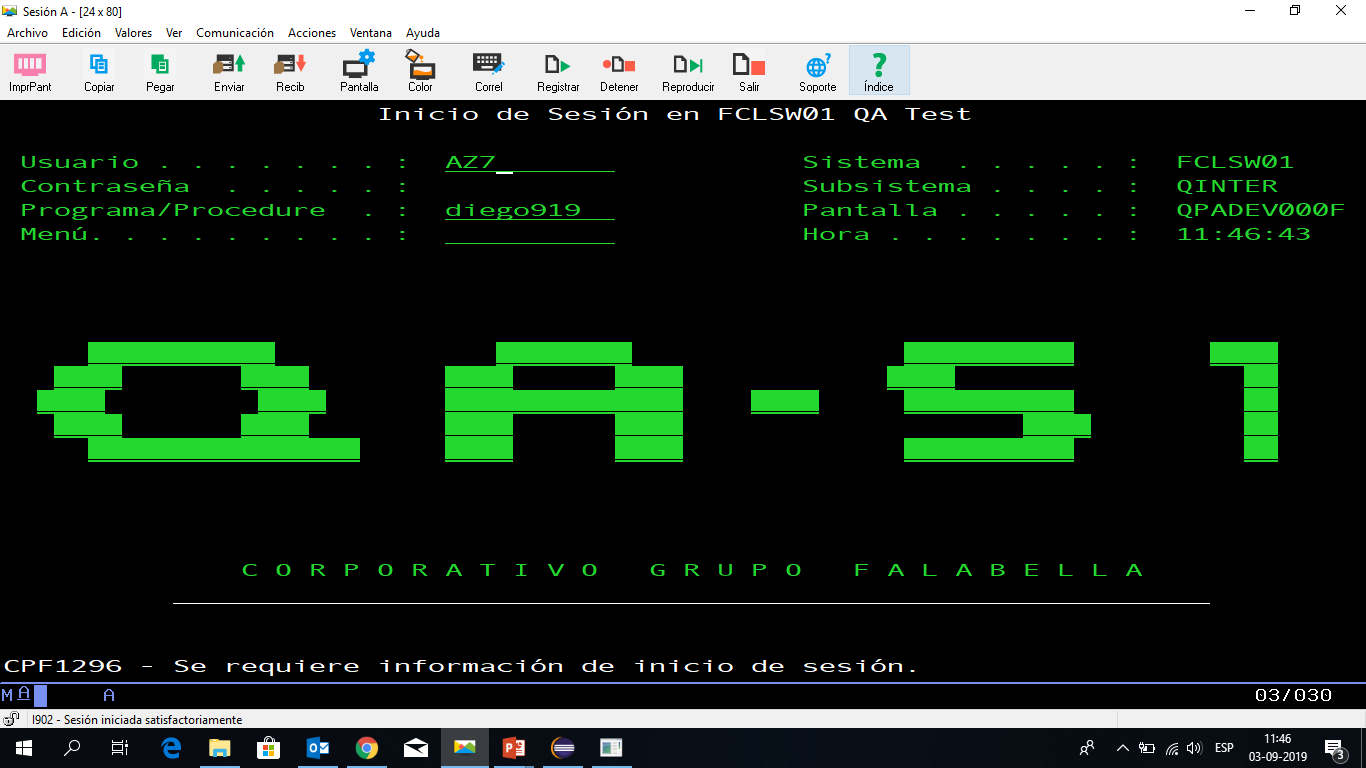 Sesión A - [24 x 80]
Archivo Edición Valores Ver Comunicación Acciones Ventana Ayuda
ImprPant Copiar Pegar Enviar Recib Pantalla Color Correl Registrar Detener Reproducir Salir Soporte Índice
Inicio de Sesión en FCLSW01 QA Test
Usuario . . . . . . . : AZ7_ Sistema . . . . . : FCLSW01
Contraseña . . . . . : Subsistema . . . . : QINTER
Programa/Procedure . : diego919 Pantalla . . . . . : QPADEV000F
Menú. . . . . . . . . : Hora . . . . . . . : 11:46:43
QA-S1
CORPORATIVO GRUPO FALABELLA
CPF1296 - Se requiere información de inicio de sesión.
MA A 03/030
I902 - Sesión iniciada satisfactoriamente
ESP 11:46
03-09-2019 3